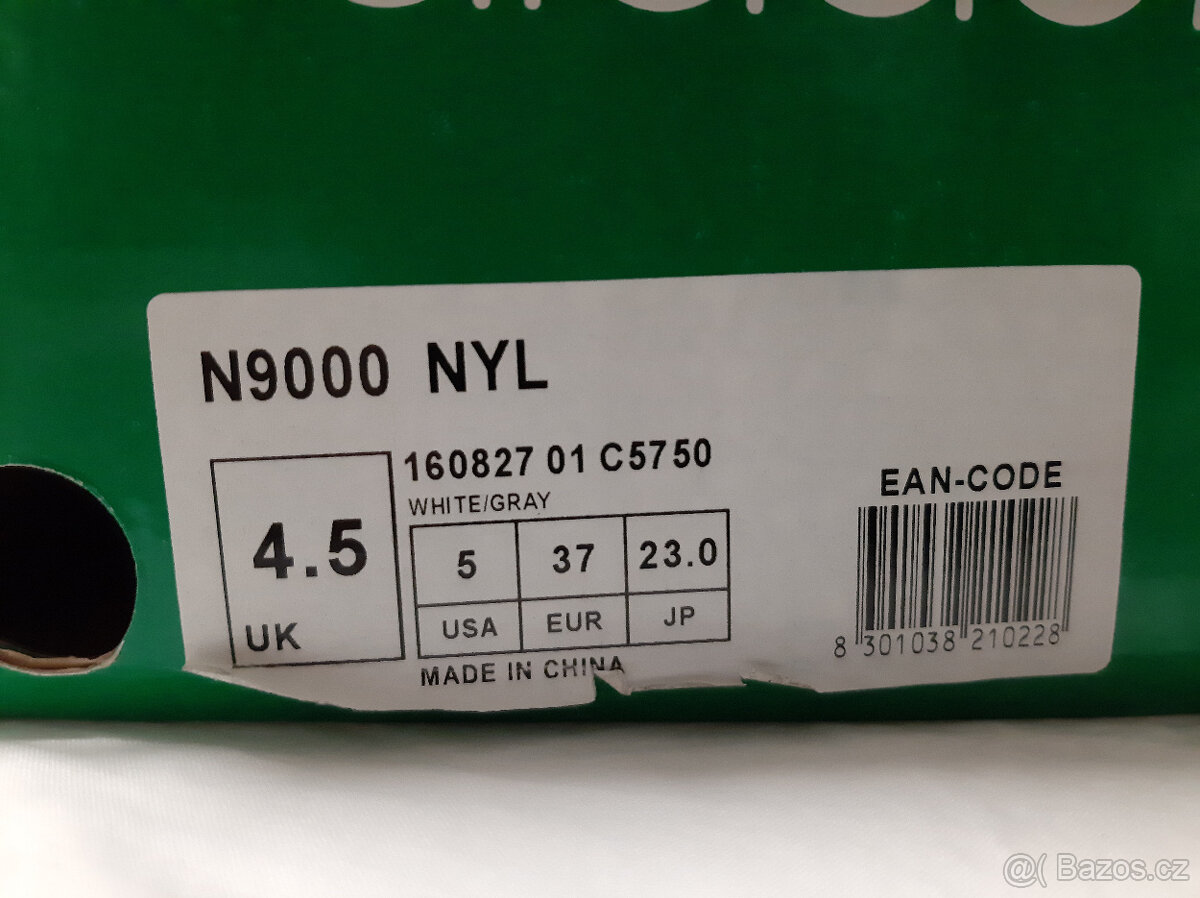 N9000 NYL
160827 01 C5750
WHITE/GRAY
4.5
UK
5 37 23.0
USA EUR JP
MADE IN CHINA
EAN-CODE
8 301038 210228
@( Bazos.cz